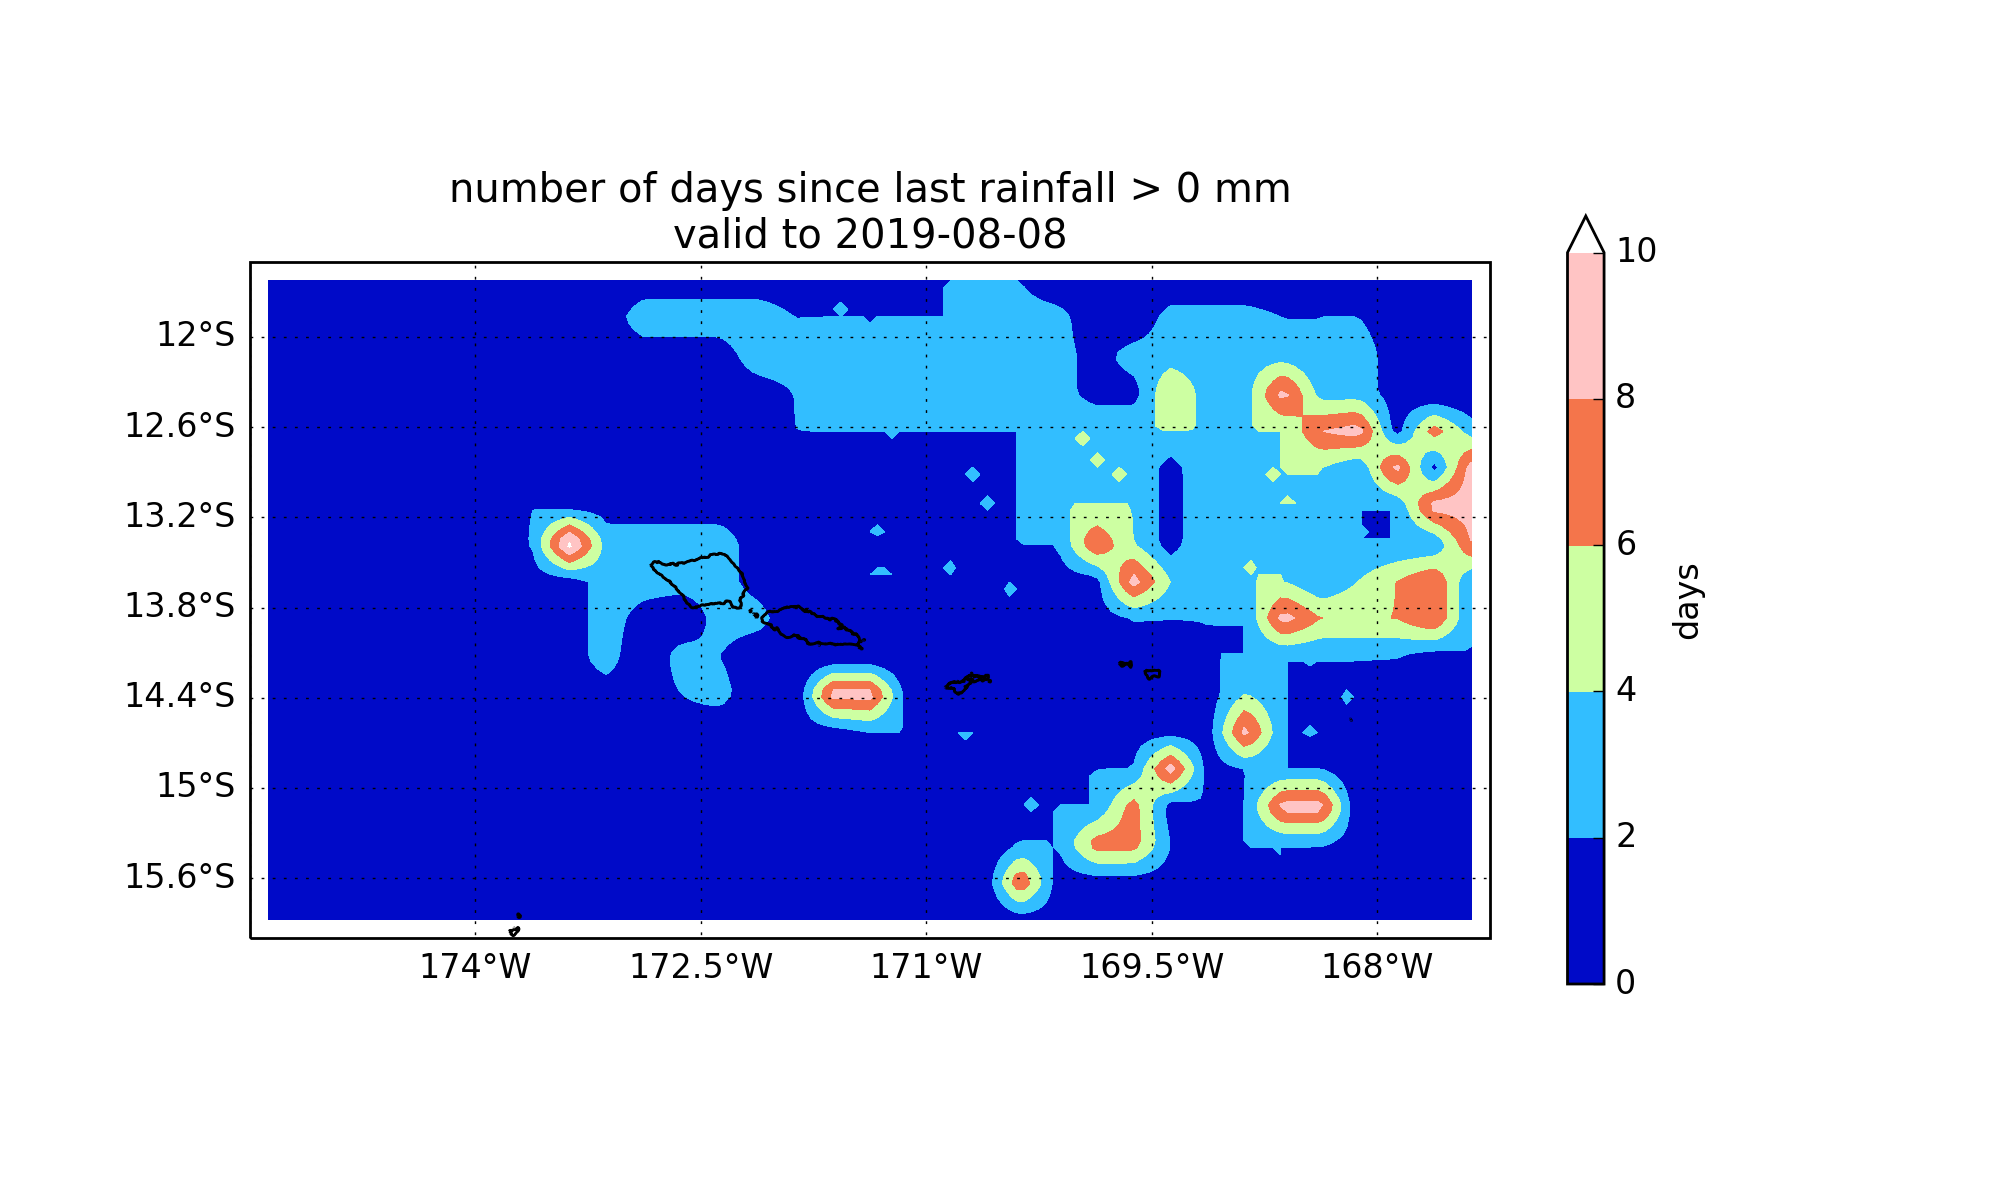 number of days since last rainfall > 0 mm
valid to 2019-08-08
12°S
12.6°S
13.2°S
13.8°S
14.4°S
15°S
15.6°S
174°W 172.5°W 171°W 169.5°W 168°W
10
8
6
4
2
0
days